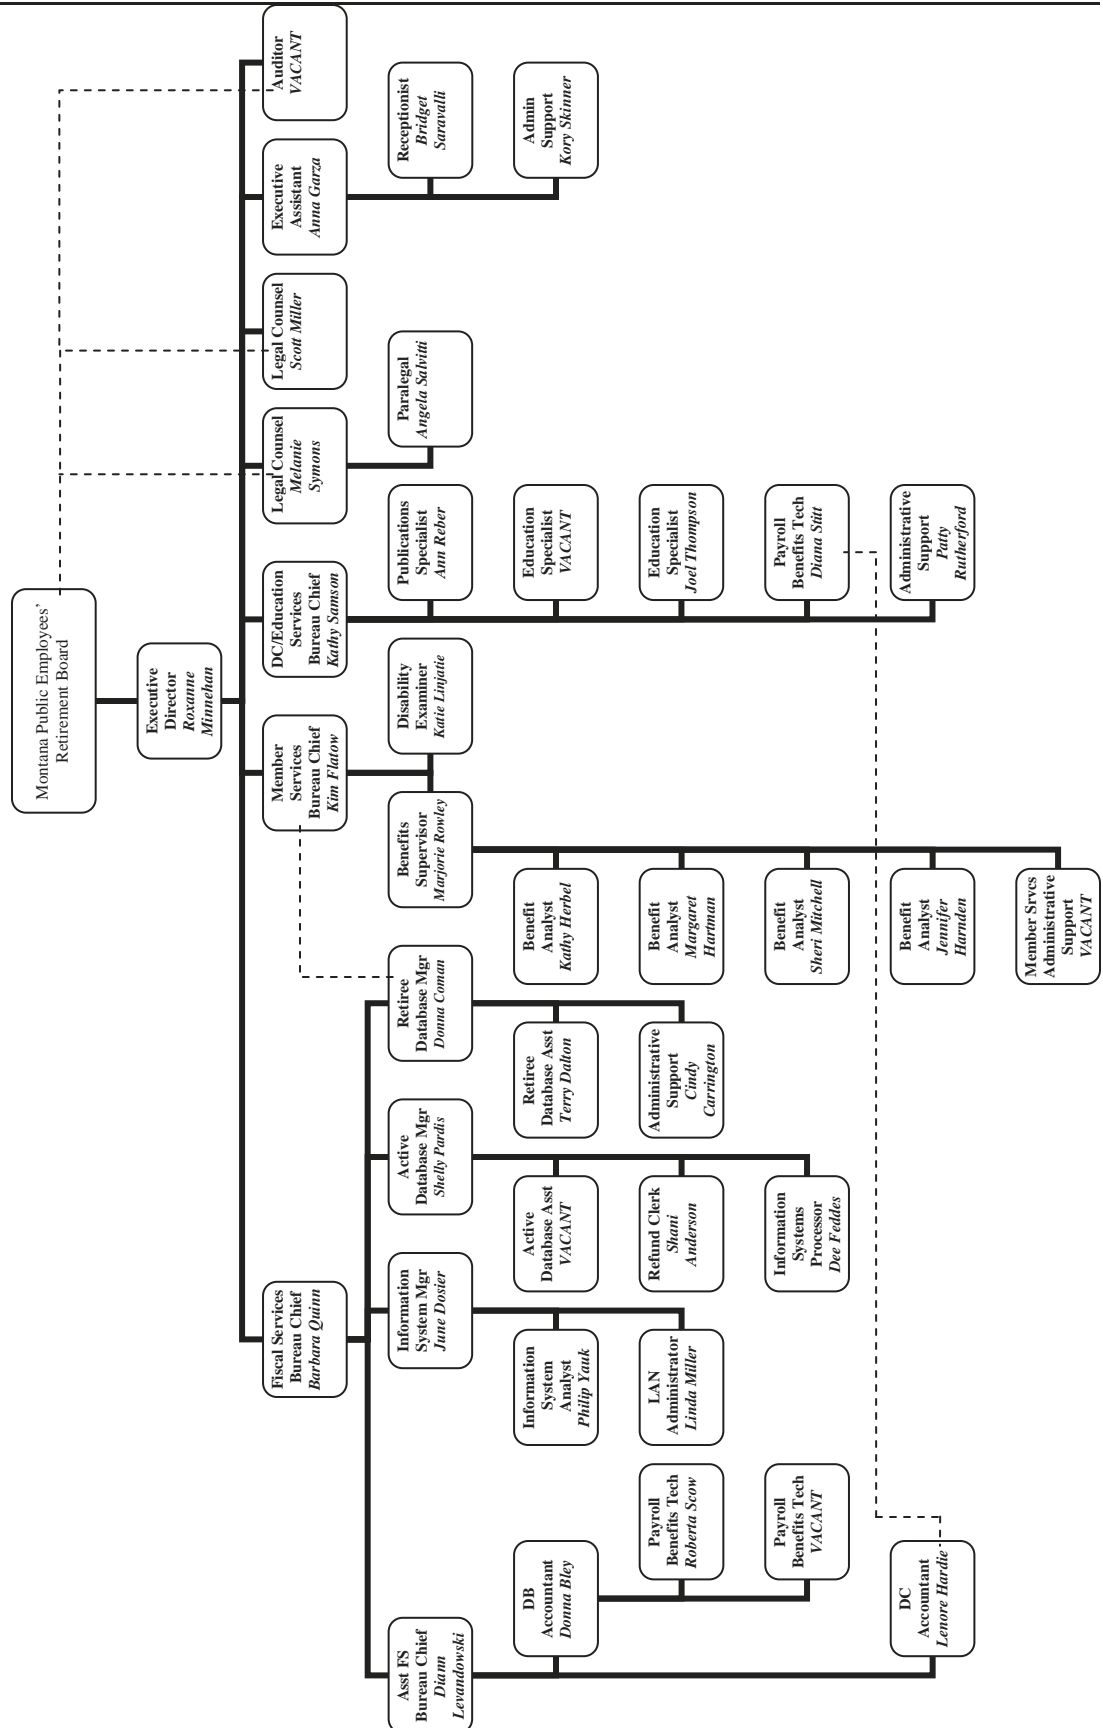 Montana Public Employees'
Retirement Board
Executive
Director
Roxanne
Minnehan
Fiscal Services
Bureau Chief
Barbara Quinn
Member
Services
Bureau Chief
Kim Flatow
DC/Education
Services
Bureau Chief
Kathy Samson
Legal Counsel
Melanie
Symons
Legal Counsel
Scott Miller
Executive
Assistant
Anna Garza
Auditor
VACANT
Asst FS
Bureau Chief
Diann
Levandowski
Information
System Mgr
June Dosier
Active
Database Mgr
Shelly Pardis
Retiree
Database Mgr
Donna Coman
Benefits
Supervisor
Marjorie Rowley
Disability
Examiner
Katie Linjatie
Publications
Specialist
Ann Reber
Paralegal
Angela Salvitti
Receptionist
Bridget
Saravalli
DB
Accountant
Donna Bley
Information
System
Analyst
Philip Yauk
Active
Database Asst
VACANT
Retiree
Database Asst
Terry Dalton
Benefit
Analyst
Kathy Herbel
Education
Specialist
VACANT
Admin
Support
Kory Skinner
Payroll
Benefits Tech
Roberta Scow
LAN
Administrator
Linda Miller
Refund Clerk
Shani
Anderson
Administrative
Support
Cindy
Carrington
Benefit
Analyst
Margaret
Hartman
Education
Specialist
Joel Thompson
Payroll
Benefits Tech
VACANT
Information
Systems
Processor
Dee Feddes
Benefit
Analyst
Sheri Mitchell
Payroll
Benefits Tech
Diana Stitt
DC
Accountant
Lenore Hardie
Benefit
Analyst
Jennifer
Harnden
Administrative
Support
Patty
Rutherford
Member Srvcs
Administrative
Support
VACANT